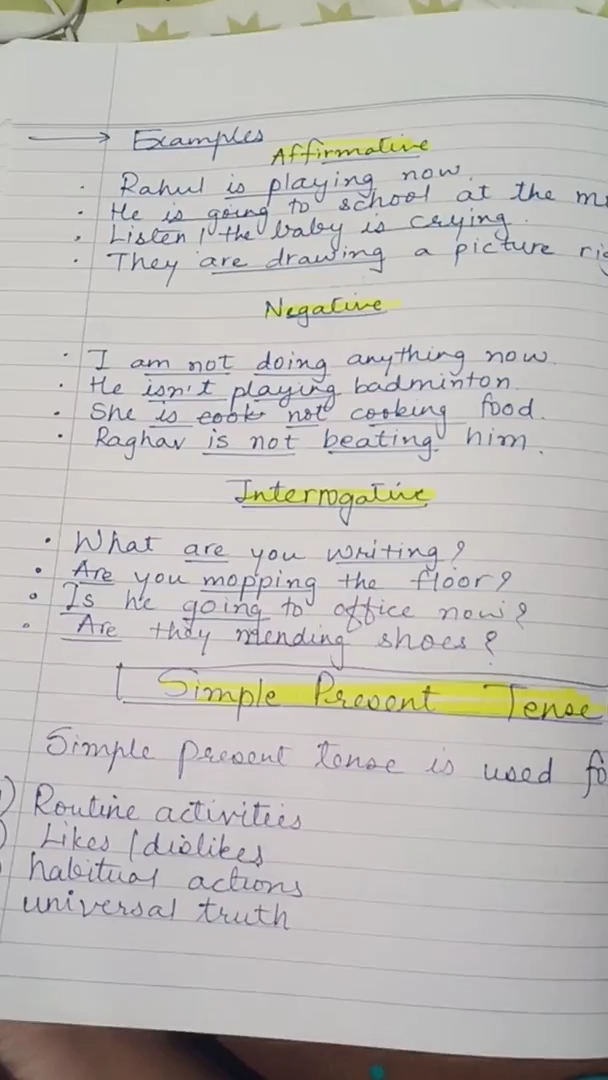 → Examples
Affirmative
· Rahul is playing now.
· He is going to school at the
· Listen ! the baby is crying.
· They are drawing a picture
Negative
· I am not doing anything now.
· He isn't playing badminton.
· She is cook not cooking food.
· Raghav is not beating him.
Interrogative
· What are you writing?
· Are you mopping the floor?
· Is he going to office now?
· Are they mending shoes?
Simple Present Tense
Simple present tense is used
) Routine activities
) Likes / dislikes
habitual actions
universal truth